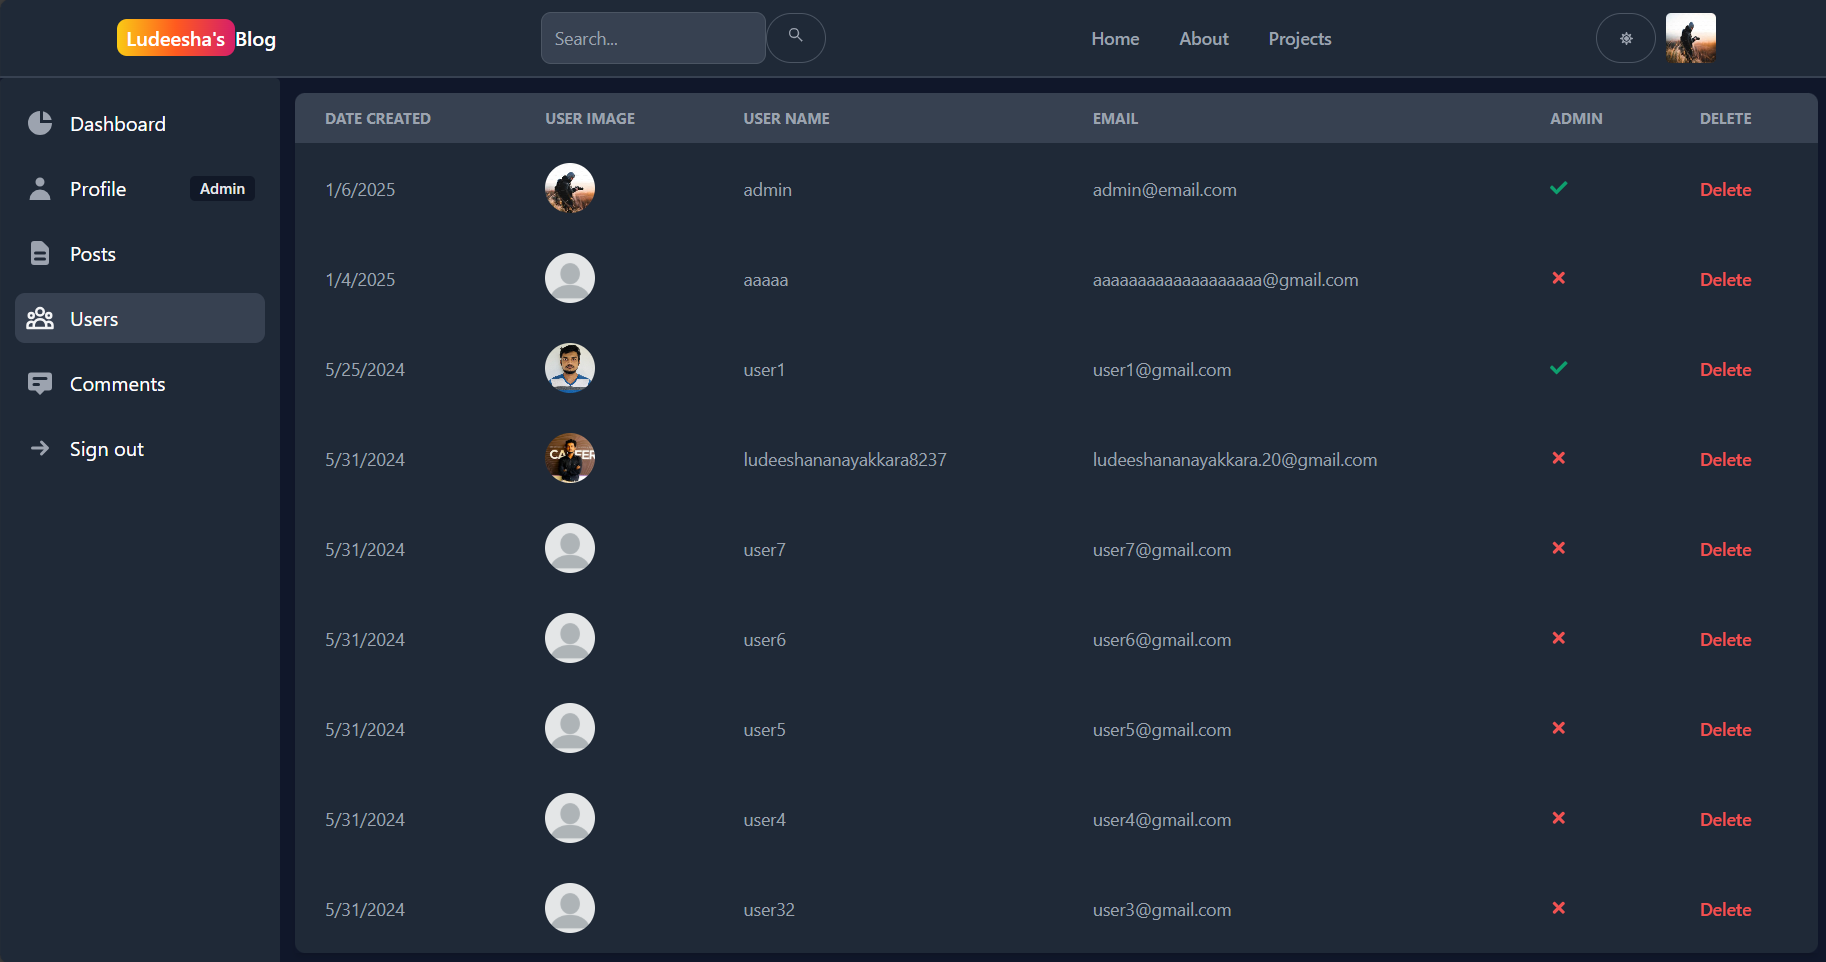 Ludeesha's Blog
Search...
Home About Projects
Dashboard
Profile Admin
Posts
Users
Comments
Sign out
DATE CREATED USER IMAGE USER NAME EMAIL ADMIN DELETE
1/6/2025 admin admin@email.com Delete
1/4/2025 aaaaa aaaaaaaaaaaaaaaaaaa@gmail.com Delete
5/25/2024 user1 user1@gmail.com Delete
5/31/2024 ludeeshananayakkara8237 ludeeshananayakkara.20@gmail.com Delete
5/31/2024 user7 user7@gmail.com Delete
5/31/2024 user6 user6@gmail.com Delete
5/31/2024 user5 user5@gmail.com Delete
5/31/2024 user4 user4@gmail.com Delete
5/31/2024 user32 user3@gmail.com Delete